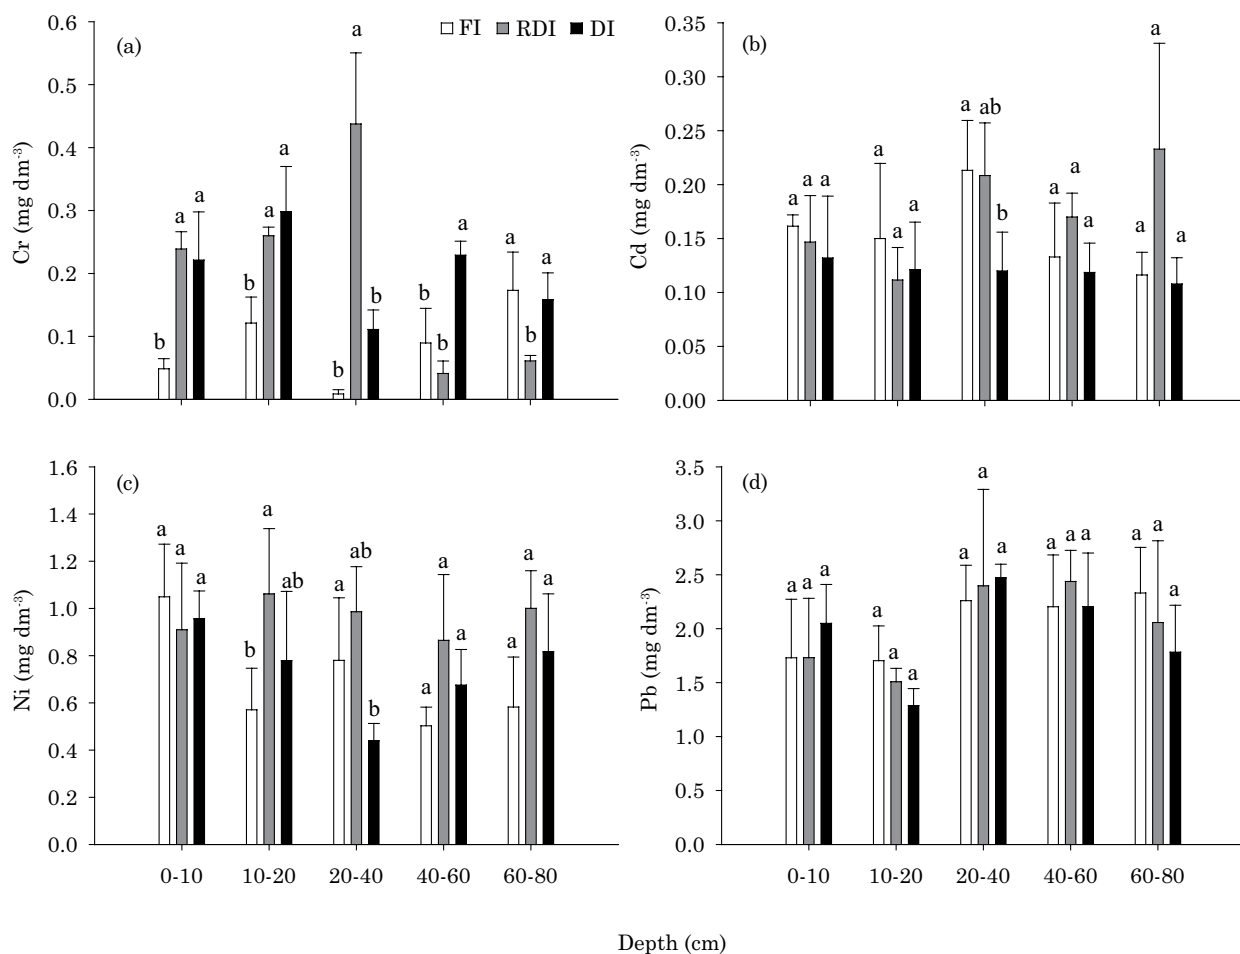 (a)
FI RDI DI
Cr (mg dm-3)
0.6
0.5
0.4
0.3
0.2
0.1
0.0
b a a
b a a
b a b
b b a
a b a
(b)
Cd (mg dm-3)
0.35
0.30
0.25
0.20
0.15
0.10
0.05
0.00
a a a
a a a
a ab b
a a a
a a a
(c)
Ni (mg dm-3)
1.6
1.4
1.2
1.0
0.8
0.6
0.4
0.2
0.0
a a a
b a ab
a ab b
a a a
a a a
0-10 10-20 20-40 40-60 60-80
(d)
Pb (mg dm-3)
3.5
3.0
2.5
2.0
1.5
1.0
0.5
0.0
a a a
a a a
a a a
a a a
a a a
0-10 10-20 20-40 40-60 60-80
Depth (cm)